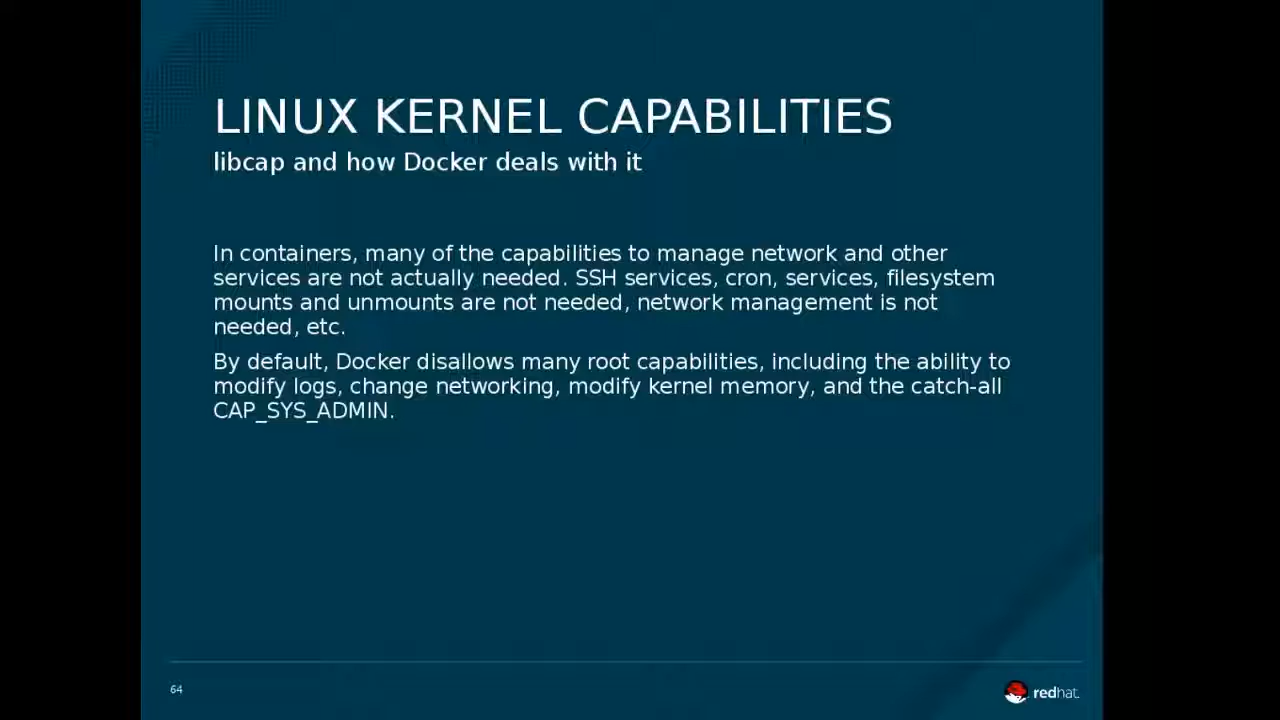 LINUX KERNEL CAPABILITIES
libcap and how Docker deals with it
In containers, many of the capabilities to manage network and other
services are not actually needed. SSH services, cron, services, filesystem
mounts and unmounts are not needed, network management is not
needed, etc.
By default, Docker disallows many root capabilities, including the ability to
modify logs, change networking, modify kernel memory, and the catch-all
CAP_SYS_ADMIN.
64
redhat.